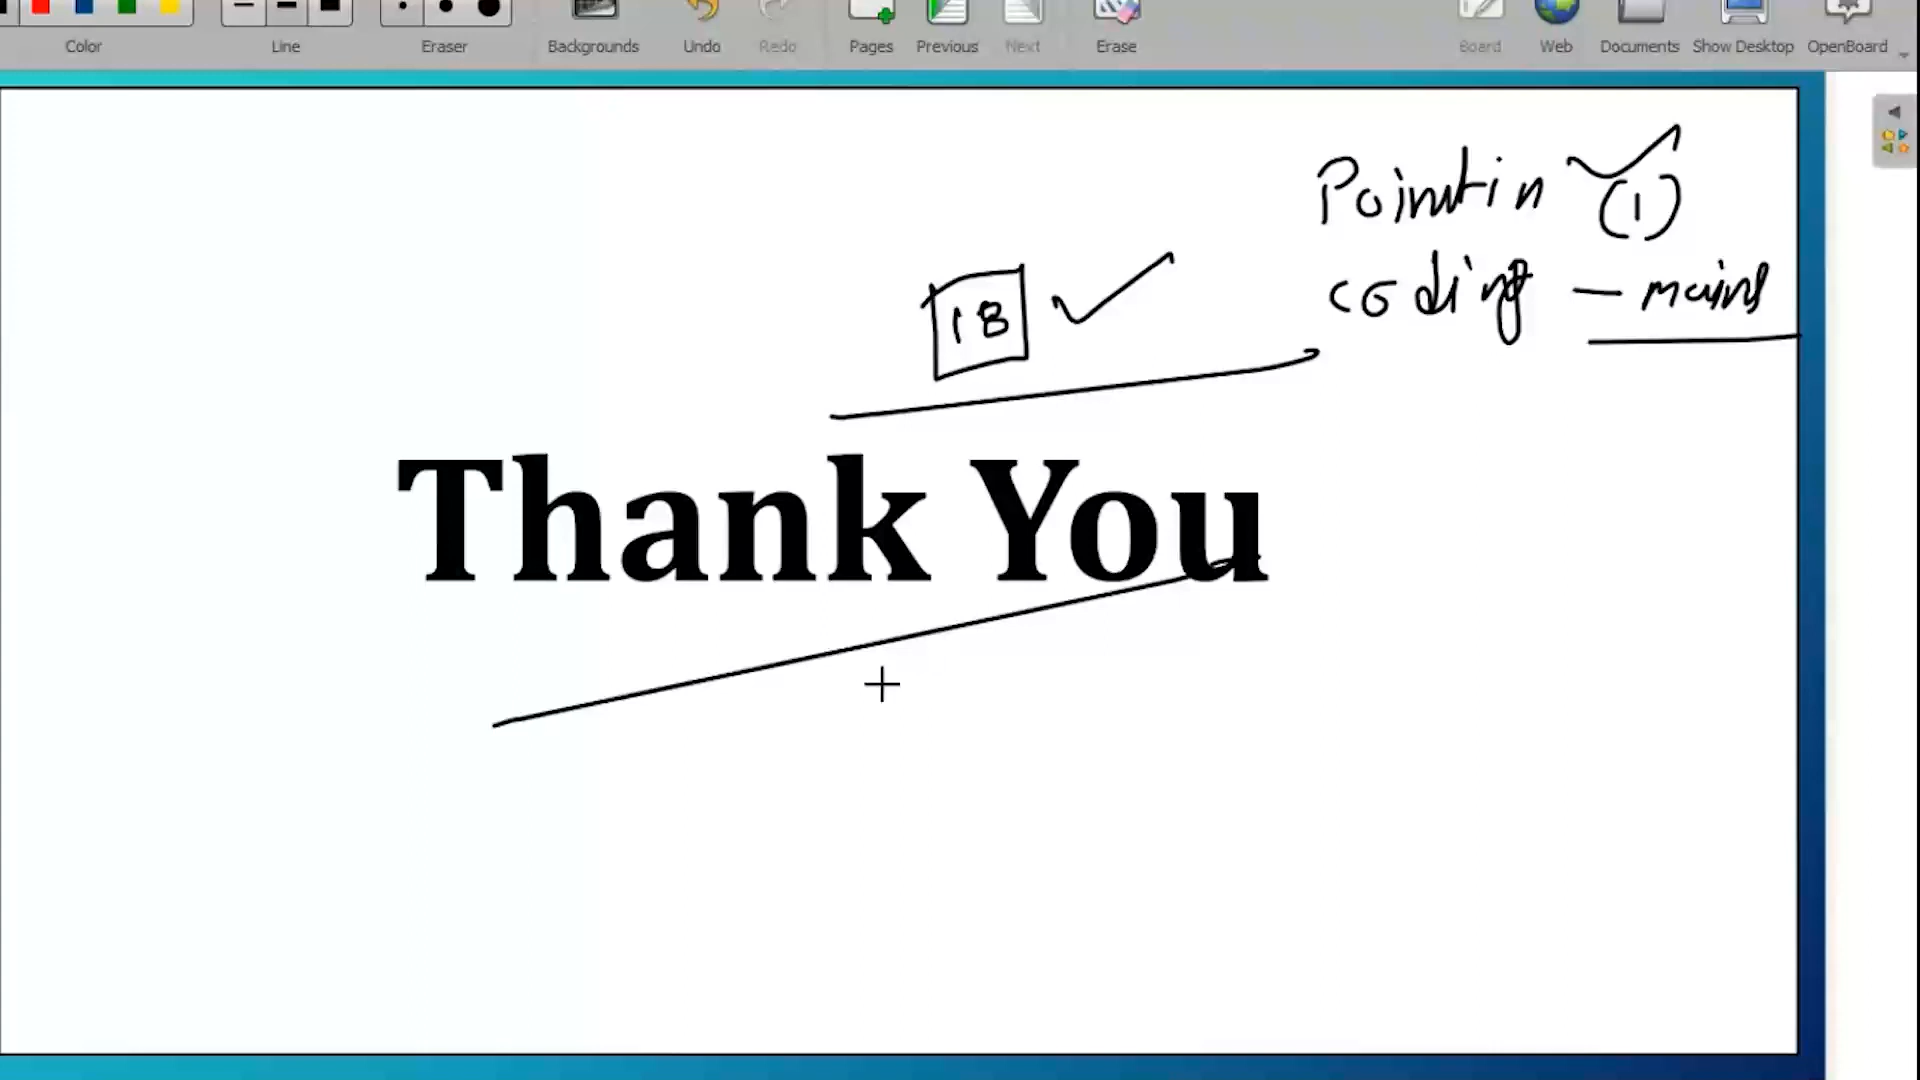 Color Line Eraser Backgrounds Undo Redo Pages Previous Next Erase Board Web Documents Show Desktop OpenBoard
(1)
coding — mains
18
Thank You